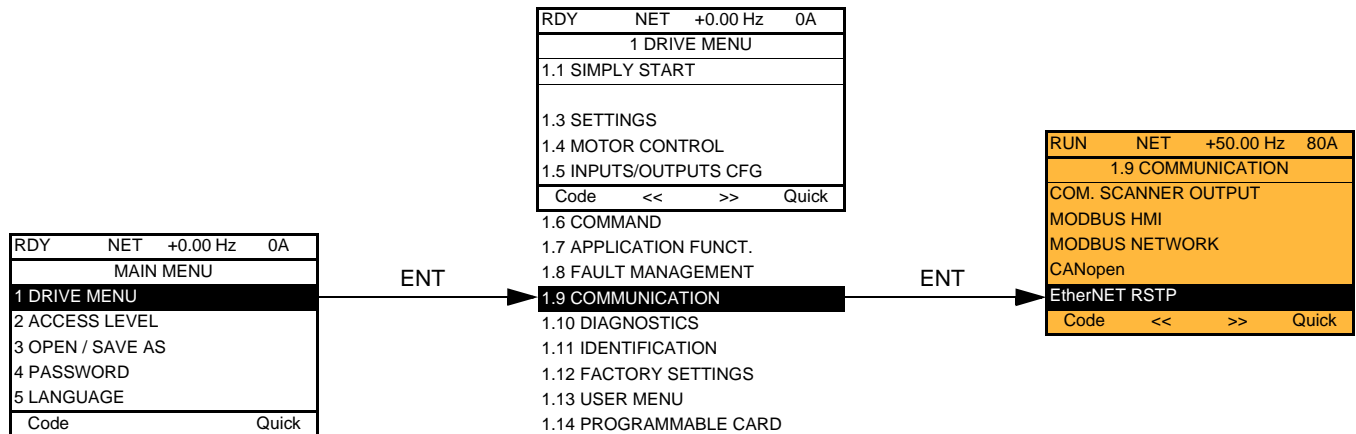 RDY NET +0.00 Hz 0A
MAIN MENU
1 DRIVE MENU
2 ACCESS LEVEL
3 OPEN / SAVE AS
4 PASSWORD
5 LANGUAGE
Code Quick
ENT
RDY NET +0.00 Hz 0A
1 DRIVE MENU
1.1 SIMPLY START
1.3 SETTINGS
1.4 MOTOR CONTROL
1.5 INPUTS/OUTPUTS CFG
Code << >> Quick
1.6 COMMAND
1.7 APPLICATION FUNCT.
1.8 FAULT MANAGEMENT
1.9 COMMUNICATION
1.10 DIAGNOSTICS
1.11 IDENTIFICATION
1.12 FACTORY SETTINGS
1.13 USER MENU
1.14 PROGRAMMABLE CARD
ENT
RUN NET +50.00 Hz 80A
1.9 COMMUNICATION
COM. SCANNER OUTPUT
MODBUS HMI
MODBUS NETWORK
CANopen
EtherNET RSTP
Code << >> Quick